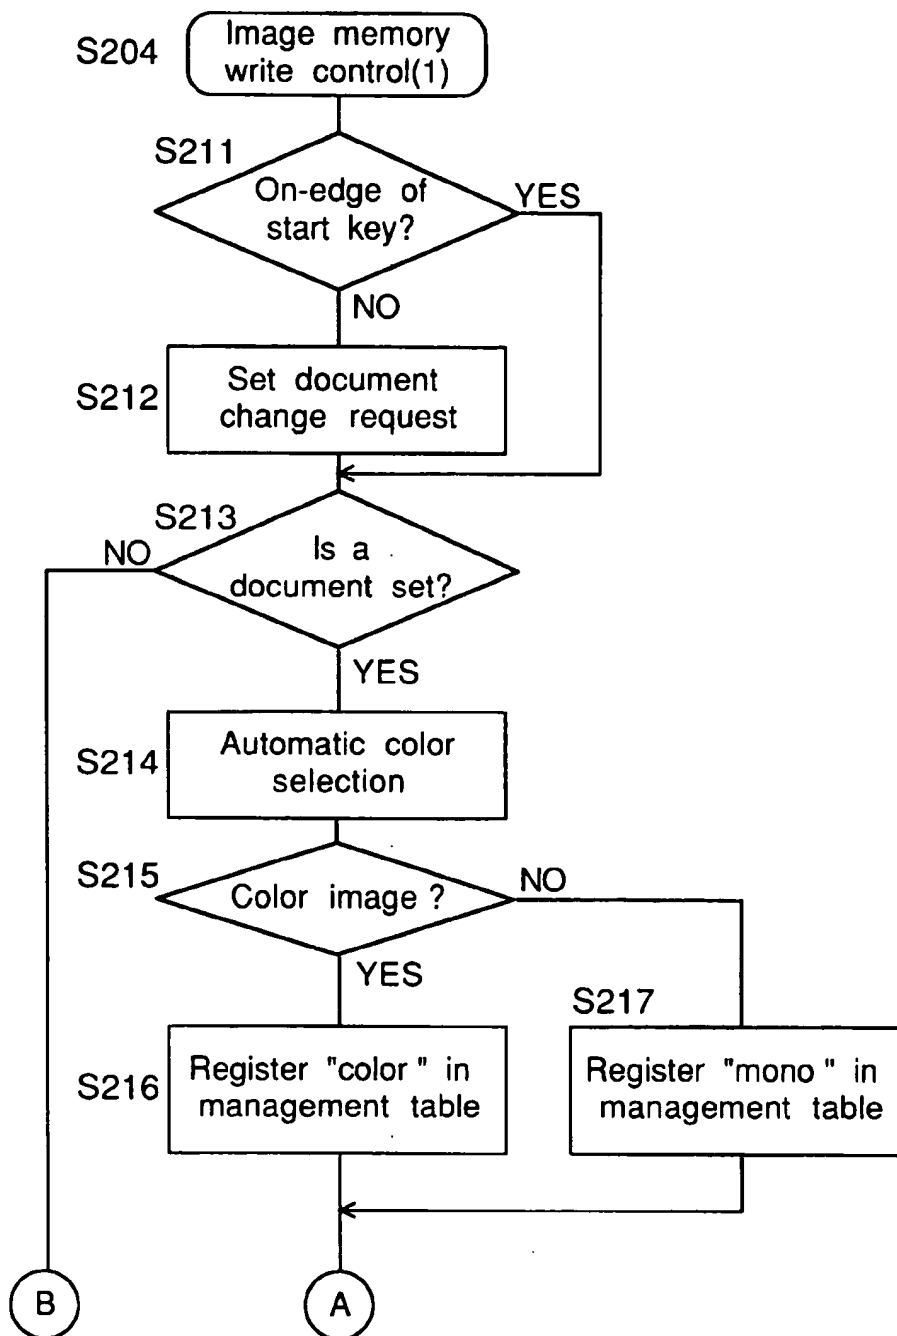 S204
Image memory
write control(1)
S211
On-edge of
start key?
YES
NO
S212
Set document
change request
S213
NO
Is a
document set?
YES
S214
Automatic color
selection
S215
Color image ?
NO
YES
S217
S216
Register "color" in
management table
Register "mono" in
management table
B
A